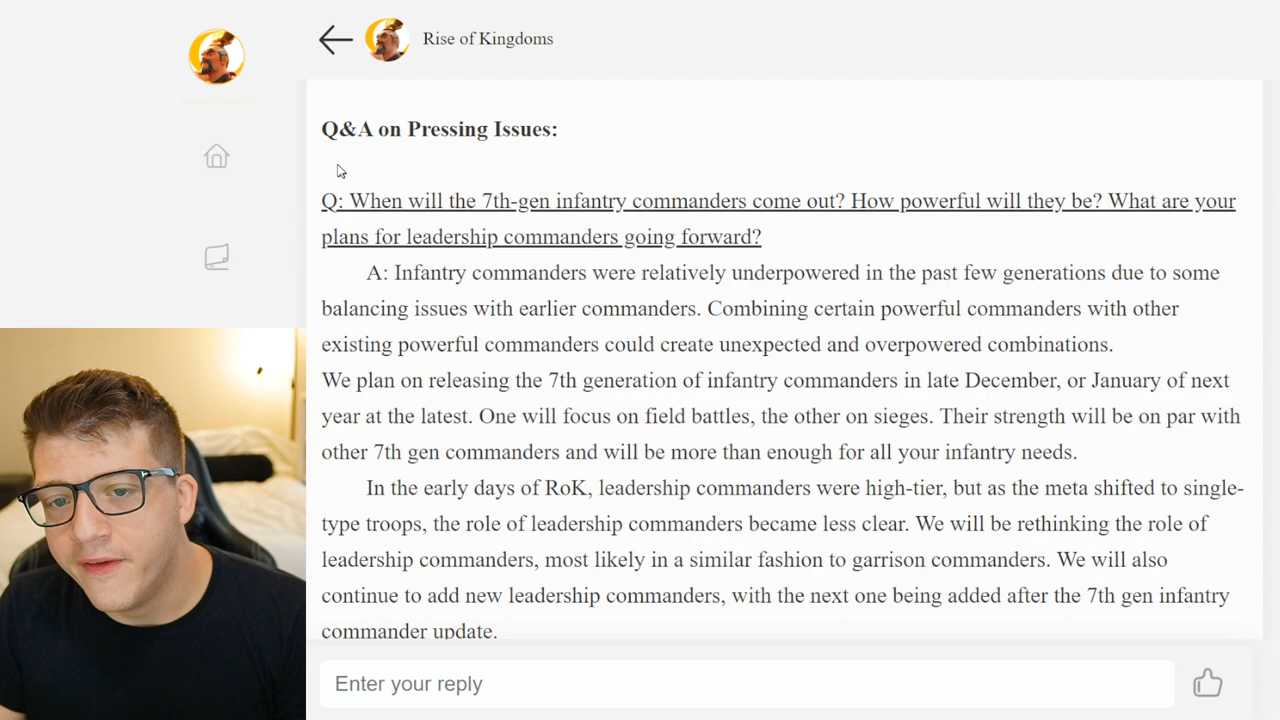 Rise of Kingdoms
Q&A on Pressing Issues:
Q: When will the 7th-gen infantry commanders come out? How powerful will they be? What are your
plans for leadership commanders going forward?
A: Infantry commanders were relatively underpowered in the past few generations due to some
balancing issues with earlier commanders. Combining certain powerful commanders with other
existing powerful commanders could create unexpected and overpowered combinations.
We plan on releasing the 7th generation of infantry commanders in late December, or January of next
year at the latest. One will focus on field battles, the other on sieges. Their strength will be on par with
other 7th gen commanders and will be more than enough for all your infantry needs.
In the early days of RoK, leadership commanders were high-tier, but as the meta shifted to single-
type troops, the role of leadership commanders became less clear. We will be rethinking the role of
leadership commanders, most likely in a similar fashion to garrison commanders. We will also
continue to add new leadership commanders, with the next one being added after the 7th gen infantry
commander update.
Enter your reply